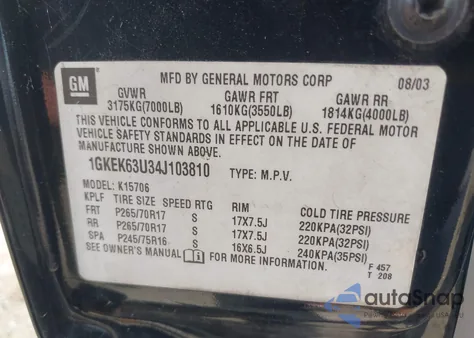 GM
MFD BY GENERAL MOTORS CORP 08/03
GVWR GAWR FRT GAWR RR
3175KG(7000LB) 1610KG(3550LB) 1814KG(4000LB)
THIS VEHICLE CONFORMS TO ALL APPLICABLE U.S. FEDERAL MOTOR
VEHICLE SAFETY STANDARDS IN EFFECT ON THE DATE OF
MANUFACTURE SHOWN ABOVE.
1GKEK63U34J103810 TYPE: M.P.V.
MODEL: K15706
KPLF TIRE SIZE SPEED RTG RIM: COLD TIRE PRESSURE
FRT P265/70R17 S 17X7.5J 220KPA(32PSI)
RR P265/70R17 S 17X7.5J 220KPA(32PSI)
SPA P245/75R16 S 16X6.5J 240KPA(35PSI)
SEE OWNER'S MANUAL FOR MORE INFORMATION.
F 457
T 208
autoSnap